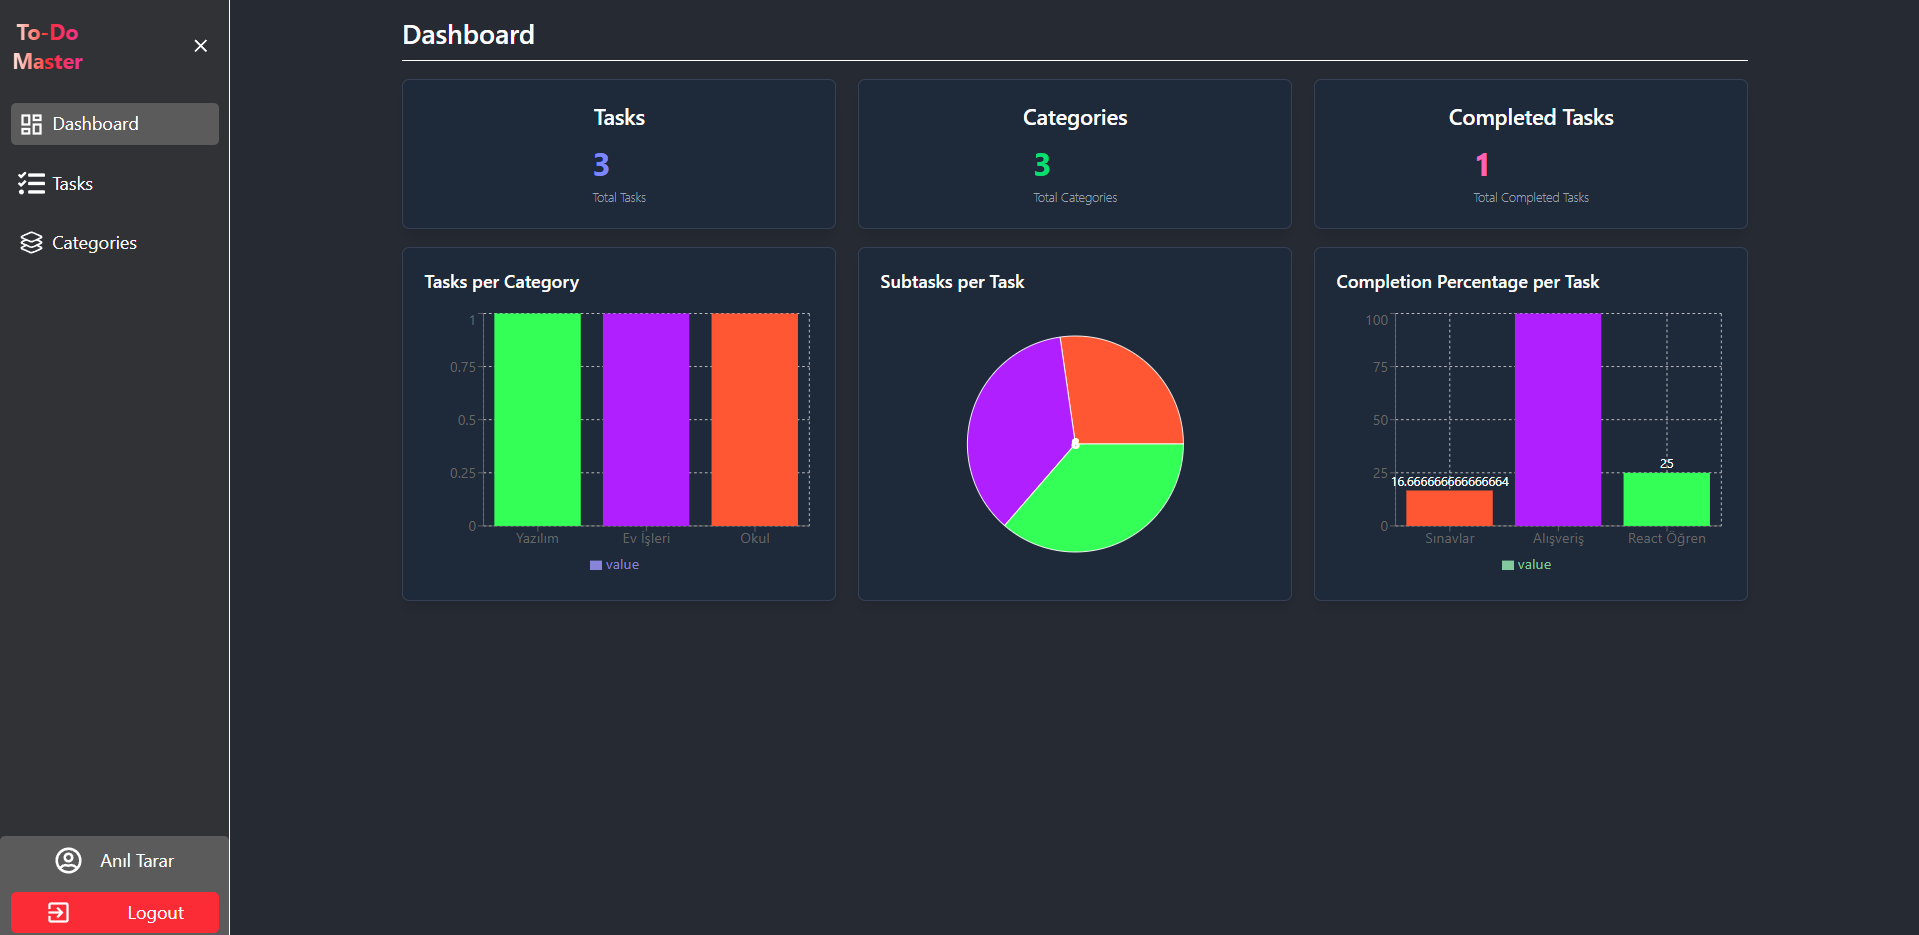 To-Do
Master
Dashboard
Tasks
Categories
Anıl Tarar
Logout
Dashboard
Tasks
3
Total Tasks
Categories
3
Total Categories
Completed Tasks
1
Total Completed Tasks
Tasks per Category
1
0.75
0.5
0.25
0
Yazılım Ev İşleri Okul
value
Subtasks per Task
Completion Percentage per Task
100
75
50
25
0
16.666666666666664
25
Sınavlar Alışveriş React Öğren
value